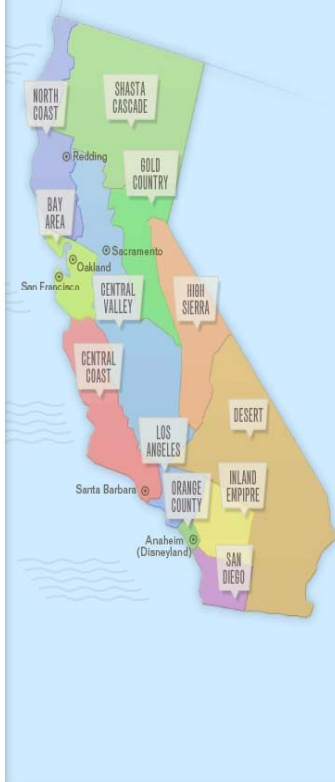 SHASTA
CASCADE
NORTH
COAST
Redding
GOLD
COUNTRY
BAY
AREA
Sacramento
Oakland
San Francisco
CENTRAL
VALLEY
HIGH
SIERRA
CENTRAL
COAST
DESERT
LOS
ANGELES
INLAND
EMPIPRE
Santa Barbara
ORANGE
COUNTY
Anaheim
(Disneyland)
SAN
DIEGO